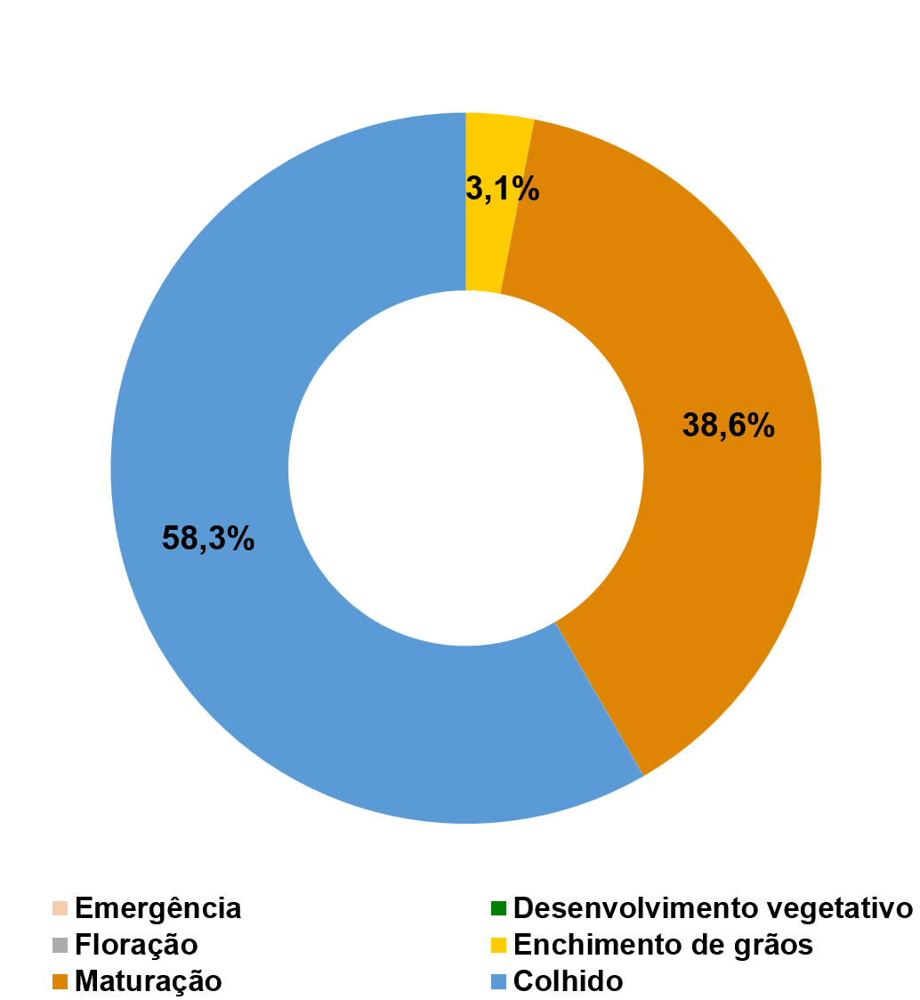 3,1%
38,6%
58,3%
Emergência
Desenvolvimento vegetativo
Floração
Enchimento de grãos
Maturação
Colhido